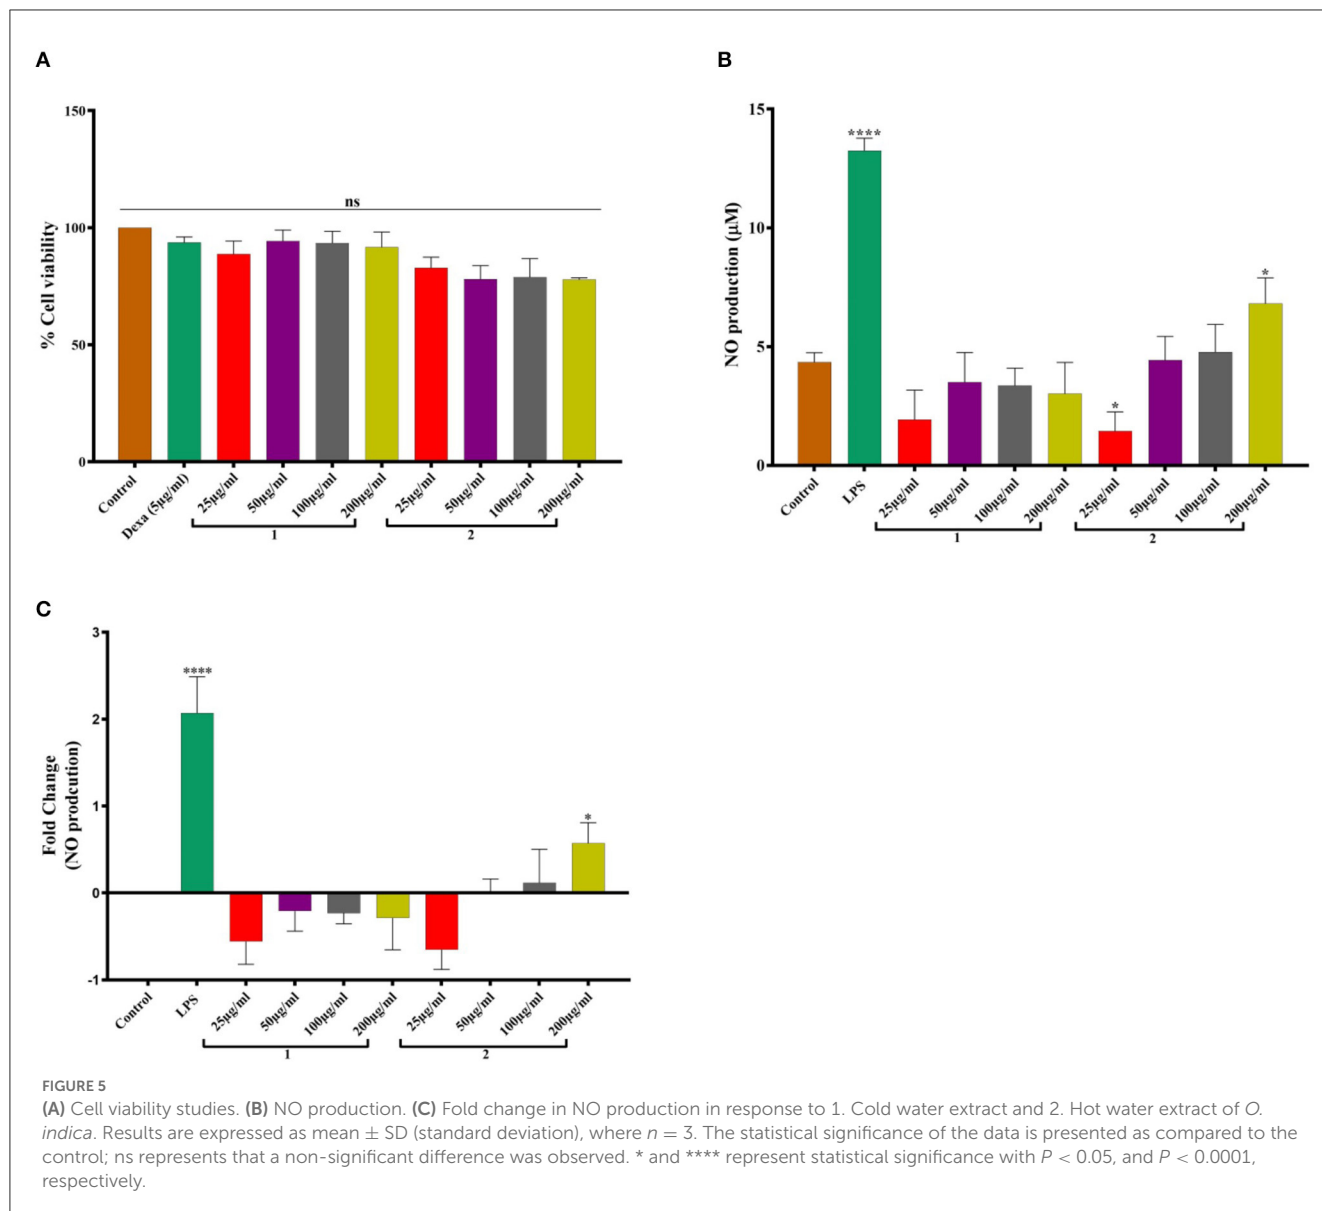 A
150
100
50
0
% Cell viability
ns
Control
Dexa (5µg/ml)
25µg/ml
50µg/ml
100µg/ml
200µg/ml
25µg/ml
50µg/ml
100µg/ml
200µg/ml
1
2
B
15
10
5
0
NO production (µM)
****
*
*
Control
LPS
25µg/ml
50µg/ml
100µg/ml
200µg/ml
25µg/ml
50µg/ml
100µg/ml
200µg/ml
1
2
C
3
2
1
0
-1
Fold Change
(NO prodcution)
****
*
Control
LPS
25µg/ml
50µg/ml
100µg/ml
200µg/ml
25µg/ml
50µg/ml
100µg/ml
200µg/ml
1
2
FIGURE 5
(A) Cell viability studies. (B) NO production. (C) Fold change in NO production in response to 1. Cold water extract and 2. Hot water extract of O.
indica. Results are expressed as mean ± SD (standard deviation), where n = 3. The statistical significance of the data is presented as compared to the
control; ns represents that a non-significant difference was observed. * and **** represent statistical significance with P < 0.05, and P < 0.0001,
respectively.